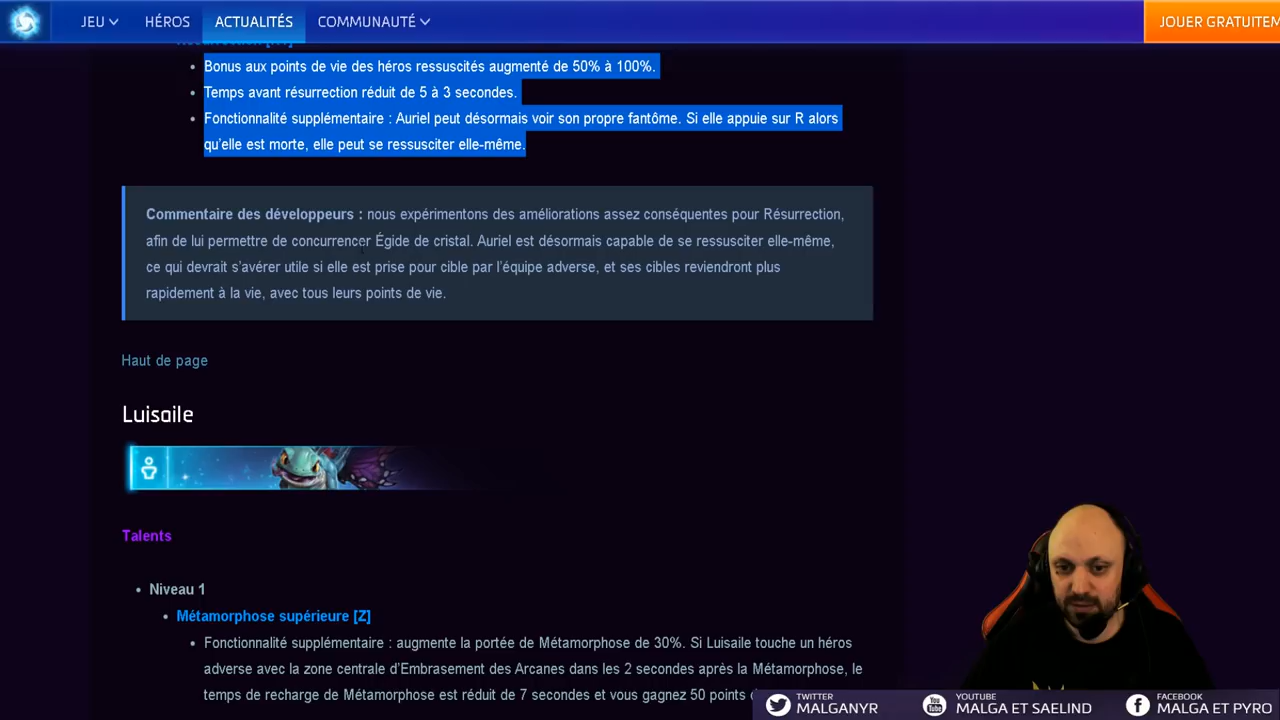 JEU
HÉROS
ACTUALITÉS
COMMUNAUTÉ
JOUER GRATUITEM
Bonus aux points de vie des héros ressuscités augmenté de 50% à 100%.
Temps avant résurrection réduit de 5 à 3 secondes.
Fonctionnalité supplémentaire : Auriel peut désormais voir son propre fantôme. Si elle appuie sur R alors
qu'elle est morte, elle peut se ressusciter elle-même.
Commentaire des développeurs : nous expérimentons des améliorations assez conséquentes pour Résurrection,
afin de lui permettre de concurrencer Égide de cristal. Auriel est désormais capable de se ressusciter elle-même,
ce qui devrait s'avérer utile si elle est prise pour cible par l'équipe adverse, et ses cibles reviendront plus
rapidement à la vie, avec tous leurs points de vie.
Haut de page
Luisaile
Talents
Niveau 1
Métamorphose supérieure [Z]
Fonctionnalité supplémentaire : augmente la portée de Métamorphose de 30%. Si Luisaile touche un héros
adverse avec la zone centrale d'Embrasement des Arcanes dans les 2 secondes après la Métamorphose, le
temps de recharge de Métamorphose est réduit de 7 secondes et vous gagnez 50 points
TWITTER
MALGANYR
YOUTUBE
MALGA ET SAELIND
FACEBOOK
MALGA ET PYRO